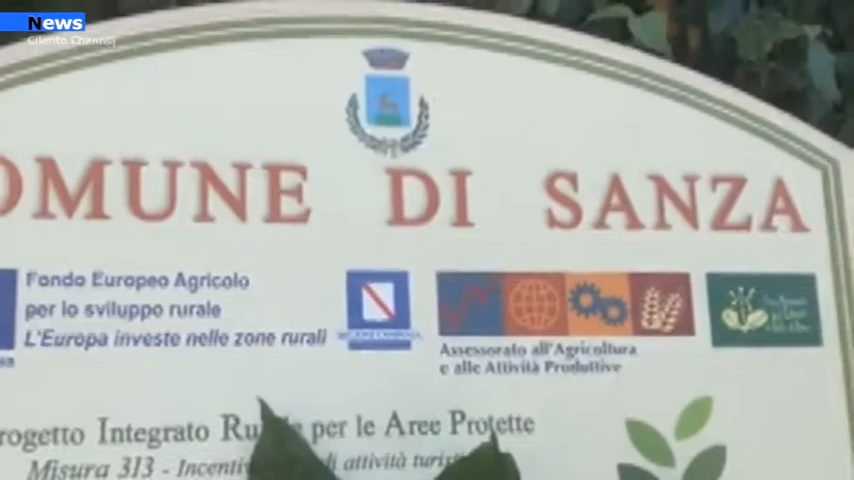 News
Cilento Channel
OMUNE DI SANZA
Fondo Europeo Agricolo
per lo sviluppo rurale
L'Europa investe nelle zone rurali
Assessorato all'Agricoltura
e alle Attività Produttive
rogetto Integrato Ru per le Aree Protette
Misura 313 - Incentiv di attività turis